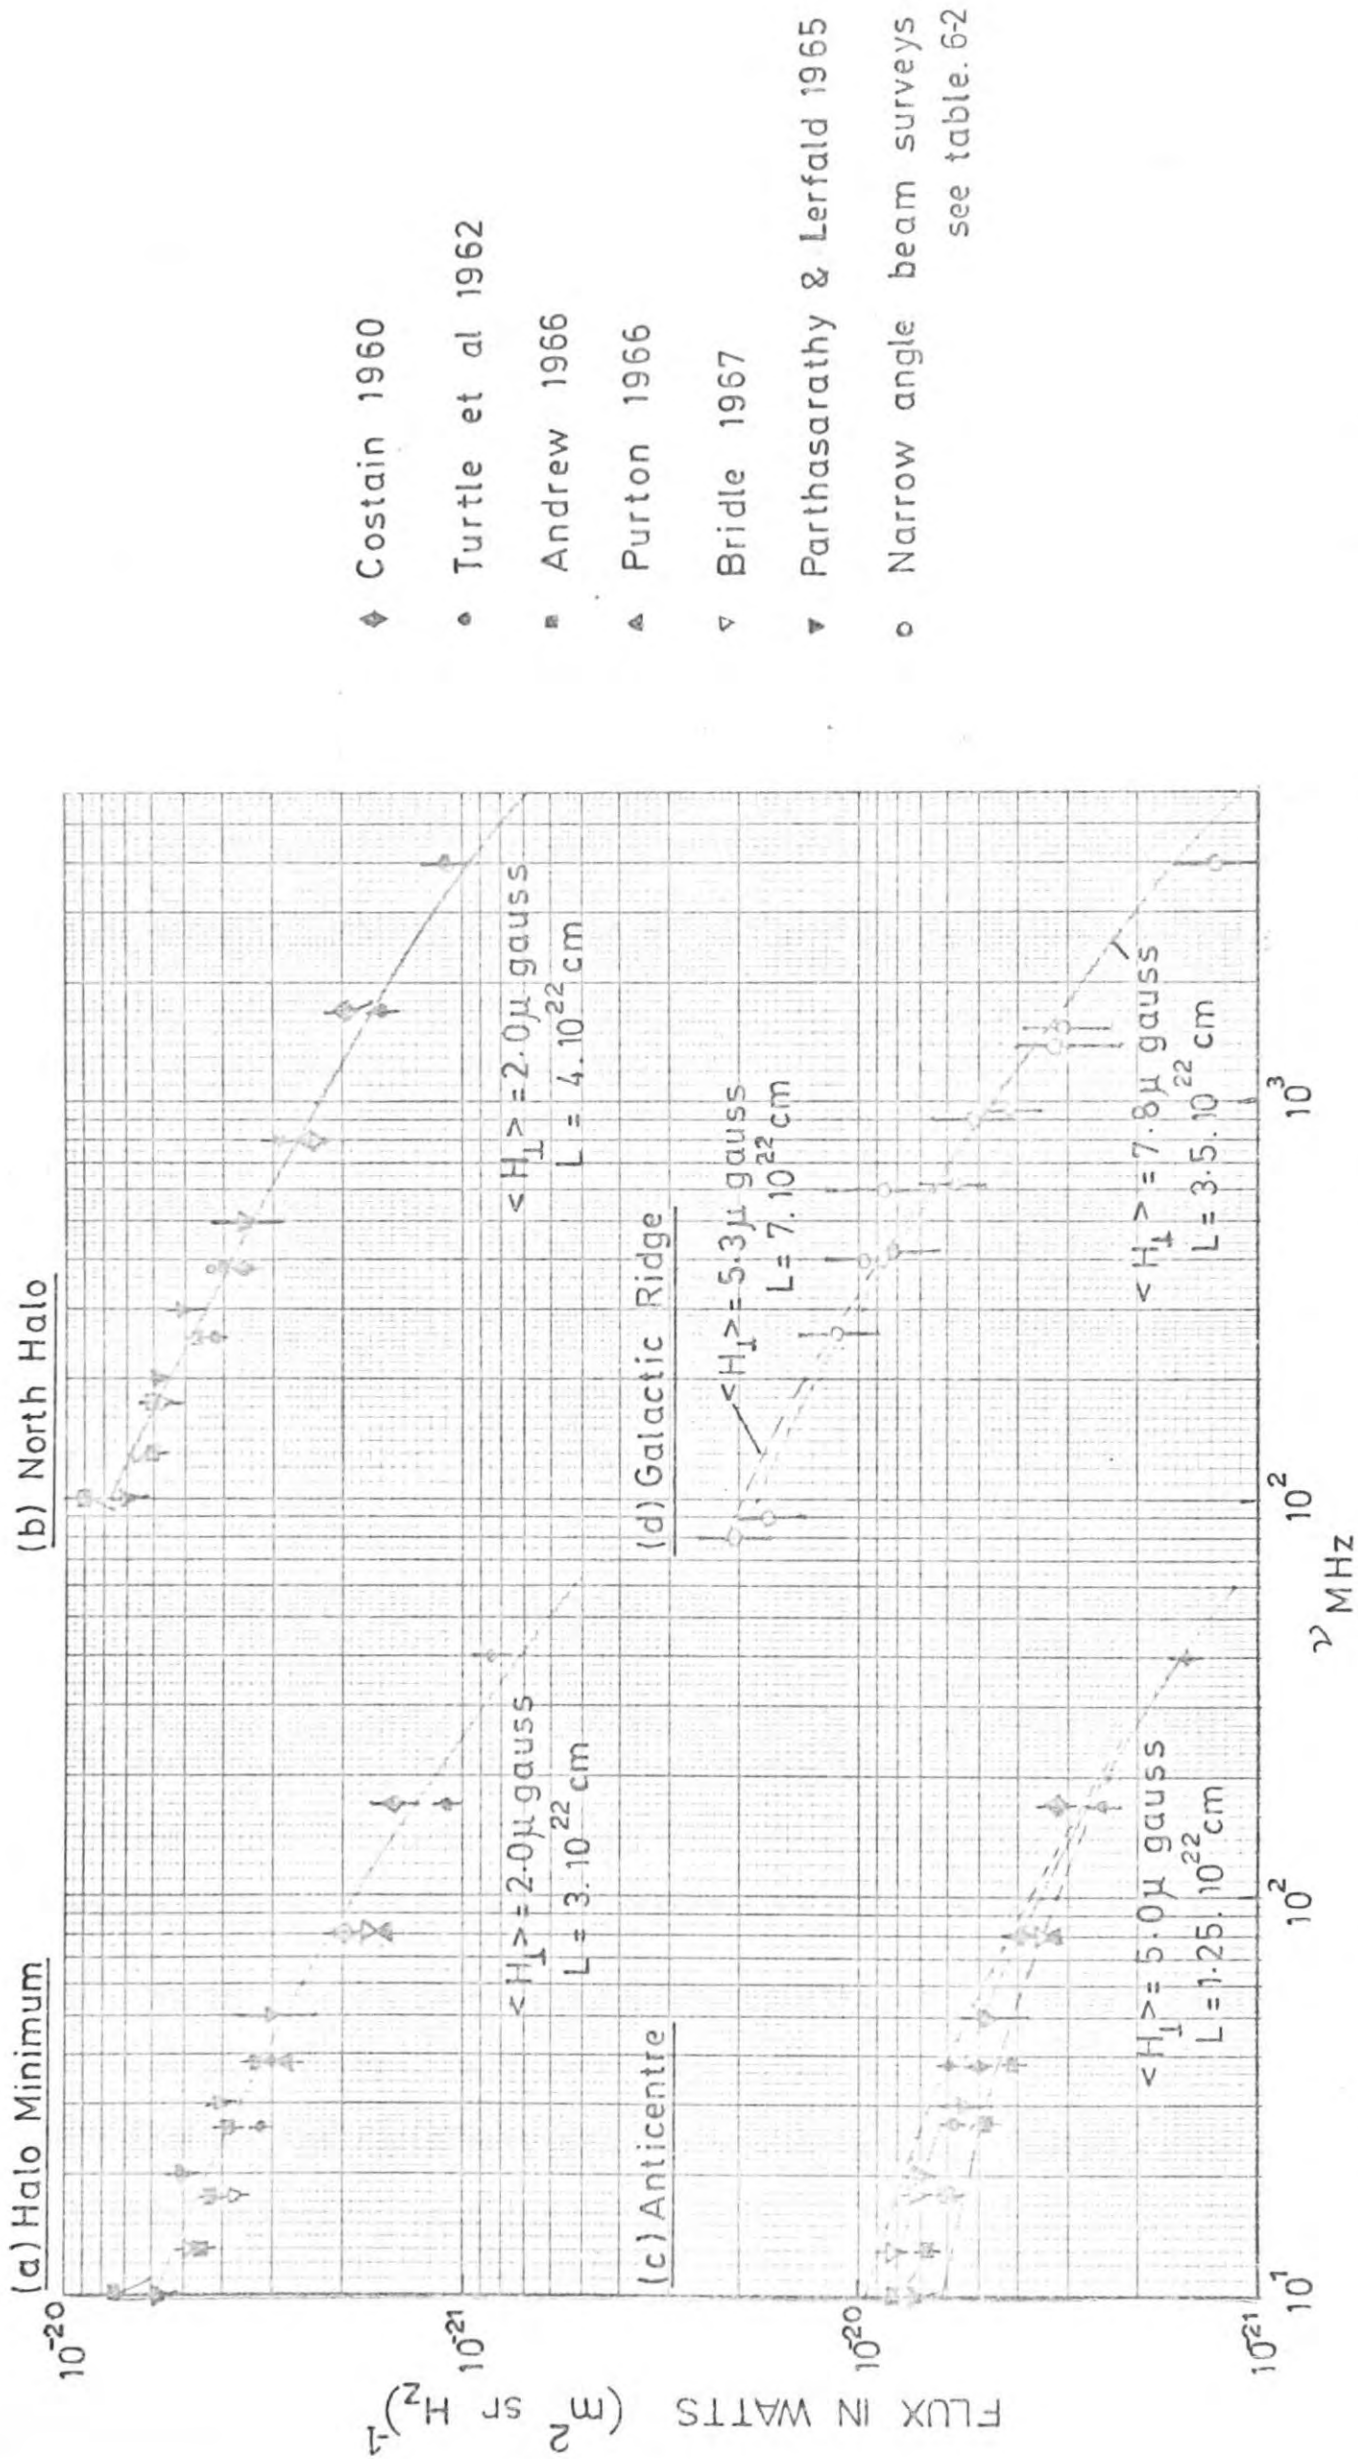 (a) Halo Minimum
(b) North Halo
10⁻²⁰
<H⊥> = 2.0μ gauss
L = 3.10²² cm
<H⊥> = 2.0μ gauss
L = 4.10²² cm
10⁻²¹
(c) Anticentre
(d) Galactic Ridge
<H⊥> = 5.3μ gauss
L = 7.10²² cm
10⁻²⁰
<H⊥> = 5.0μ gauss
L = 1.25.10²² cm
<H⊥> = 7.8μ gauss
L = 3.5.10²² cm
10⁻²¹
10¹
10²
10²
10³
ν MHz
FLUX IN WATTS (m² sr Hz)⁻¹
Costain 1960
Turtle et al 1962
Andrew 1966
Purton 1966
Bridle 1967
Parthasarathy & Lerfald 1965
Narrow angle beam surveys
see table. 6-2